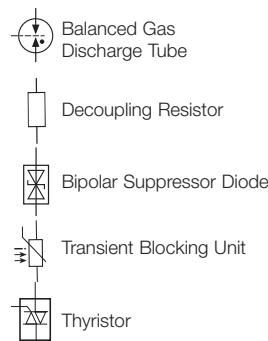 Balanced Gas
Discharge Tube
Decoupling Resistor
Bipolar Suppressor Diode
Transient Blocking Unit
Thyristor